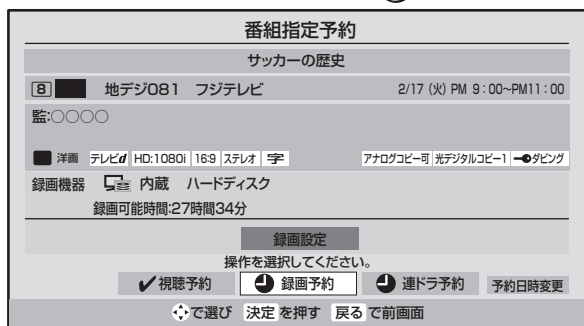 番組指定予約
サッカーの歴史
8 地デジ081 フジテレビ 2/17 (火) PM 9:00~PM11:00
監:○○○○
洋画 テレビd HD:1080i 16:9 ステレオ 字 アナログコピー可 光デジタルコピー1 ダビング
録画機器 内蔵 ハードディスク
録画可能時間:27時間34分
録画設定
操作を選択してください。
視聴予約 録画予約 連ドラ予約 予約日時変更
で選び 決定 を押す 戻る で前画面